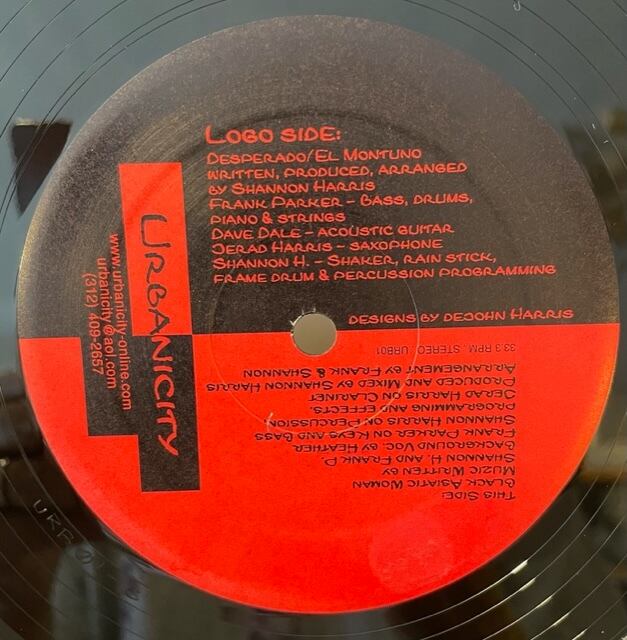 LOGO SIDE:
DESPERADO/EL MONTUNO
WRITTEN, PRODUCED, ARRANGED
BY SHANNON HARRIS
FRANK PARKER - BASS, DRUMS,
PIANO & STRINGS
DAVE DALE - ACOUSTIC GUITAR
JERAD HARRIS - SAXOPHONE
SHANNON H. - SHAKER, RAIN STICK,
FRAME DRUM & PERCUSSION PROGRAMMING
DESIGNS BY DEJOHN HARRIS
URBANICITY
www.urbanicity-online.com
urbanicity@aol.com
(312) 409-2657
THIS SIDE:
BLACK ASIATIC WOMAN
MUZIC WRITTEN BY
SHANNON H. AND FRANK P.
BACKGROUND VOC. BY HEATHER
FRANK PARKER ON KEYS AND BASS
SHANNON HARRIS ON PERCUSSION,
PROGRAMMING AND EFFECTS.
JERAD HARRIS ON CLARINET
PRODUCED AND MIXED BY SHANNON HARRIS
ARRANGEMENT BY FRANK & SHANNON
33.3 RPM. STEREO. URB01